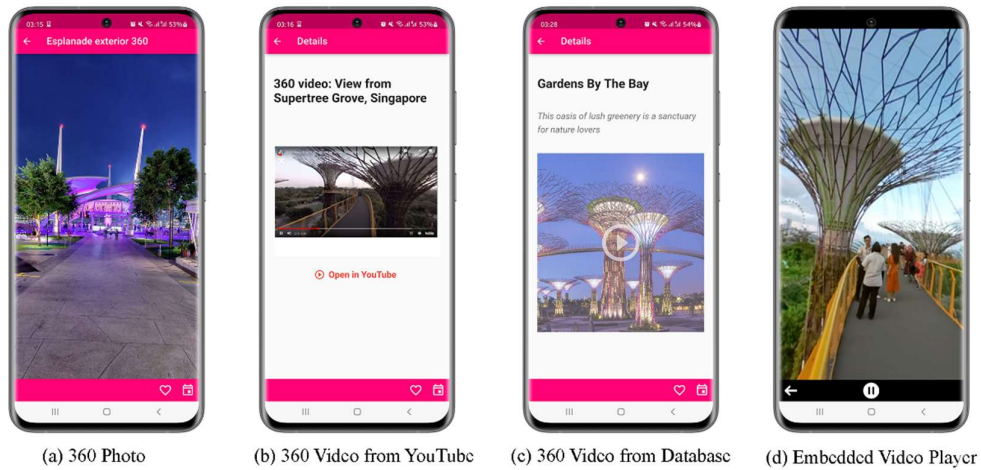 03:15
53%
Esplanade exterior 360
(a) 360 Photo
03:16
53%
Details
360 video: View from
Supertree Grove, Singapore
Open in YouTube
(b) 360 Video from YouTube
03:28
54%
Details
Gardens By The Bay
This oasis of lush greenery is a sanctuary
for nature lovers
(c) 360 Video from Database
(d) Embedded Video Player